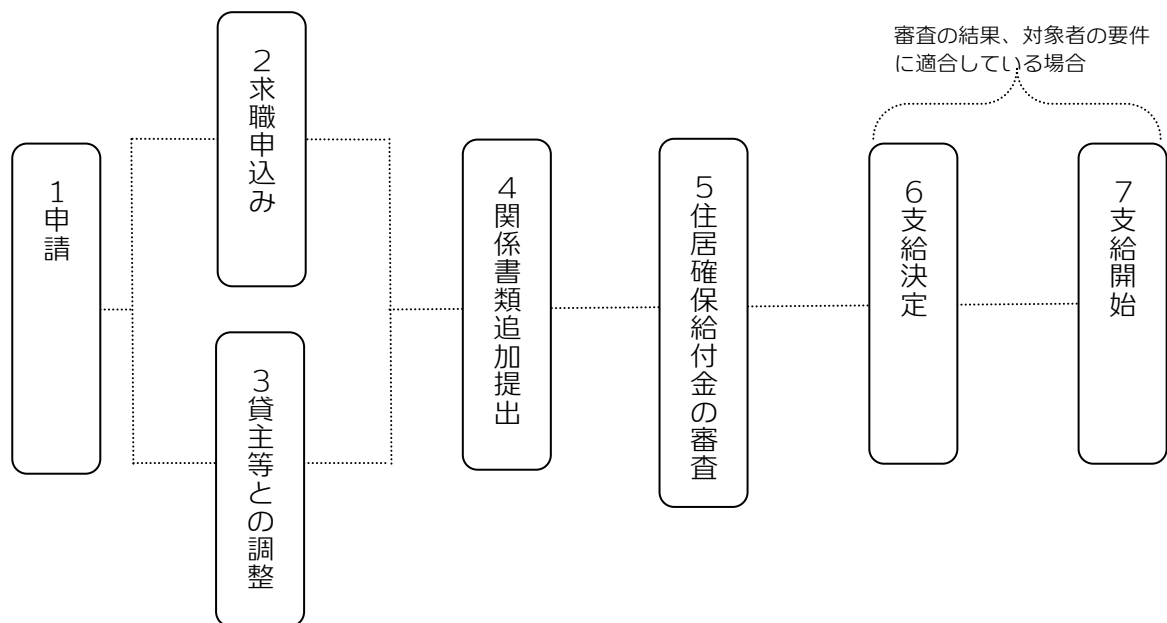 1申請
2求職申込み
3貸主等との調整
4関係書類追加提出
5住居確保給付金の審査
審査の結果、対象者の要件
に適合している場合
6支給決定
7支給開始